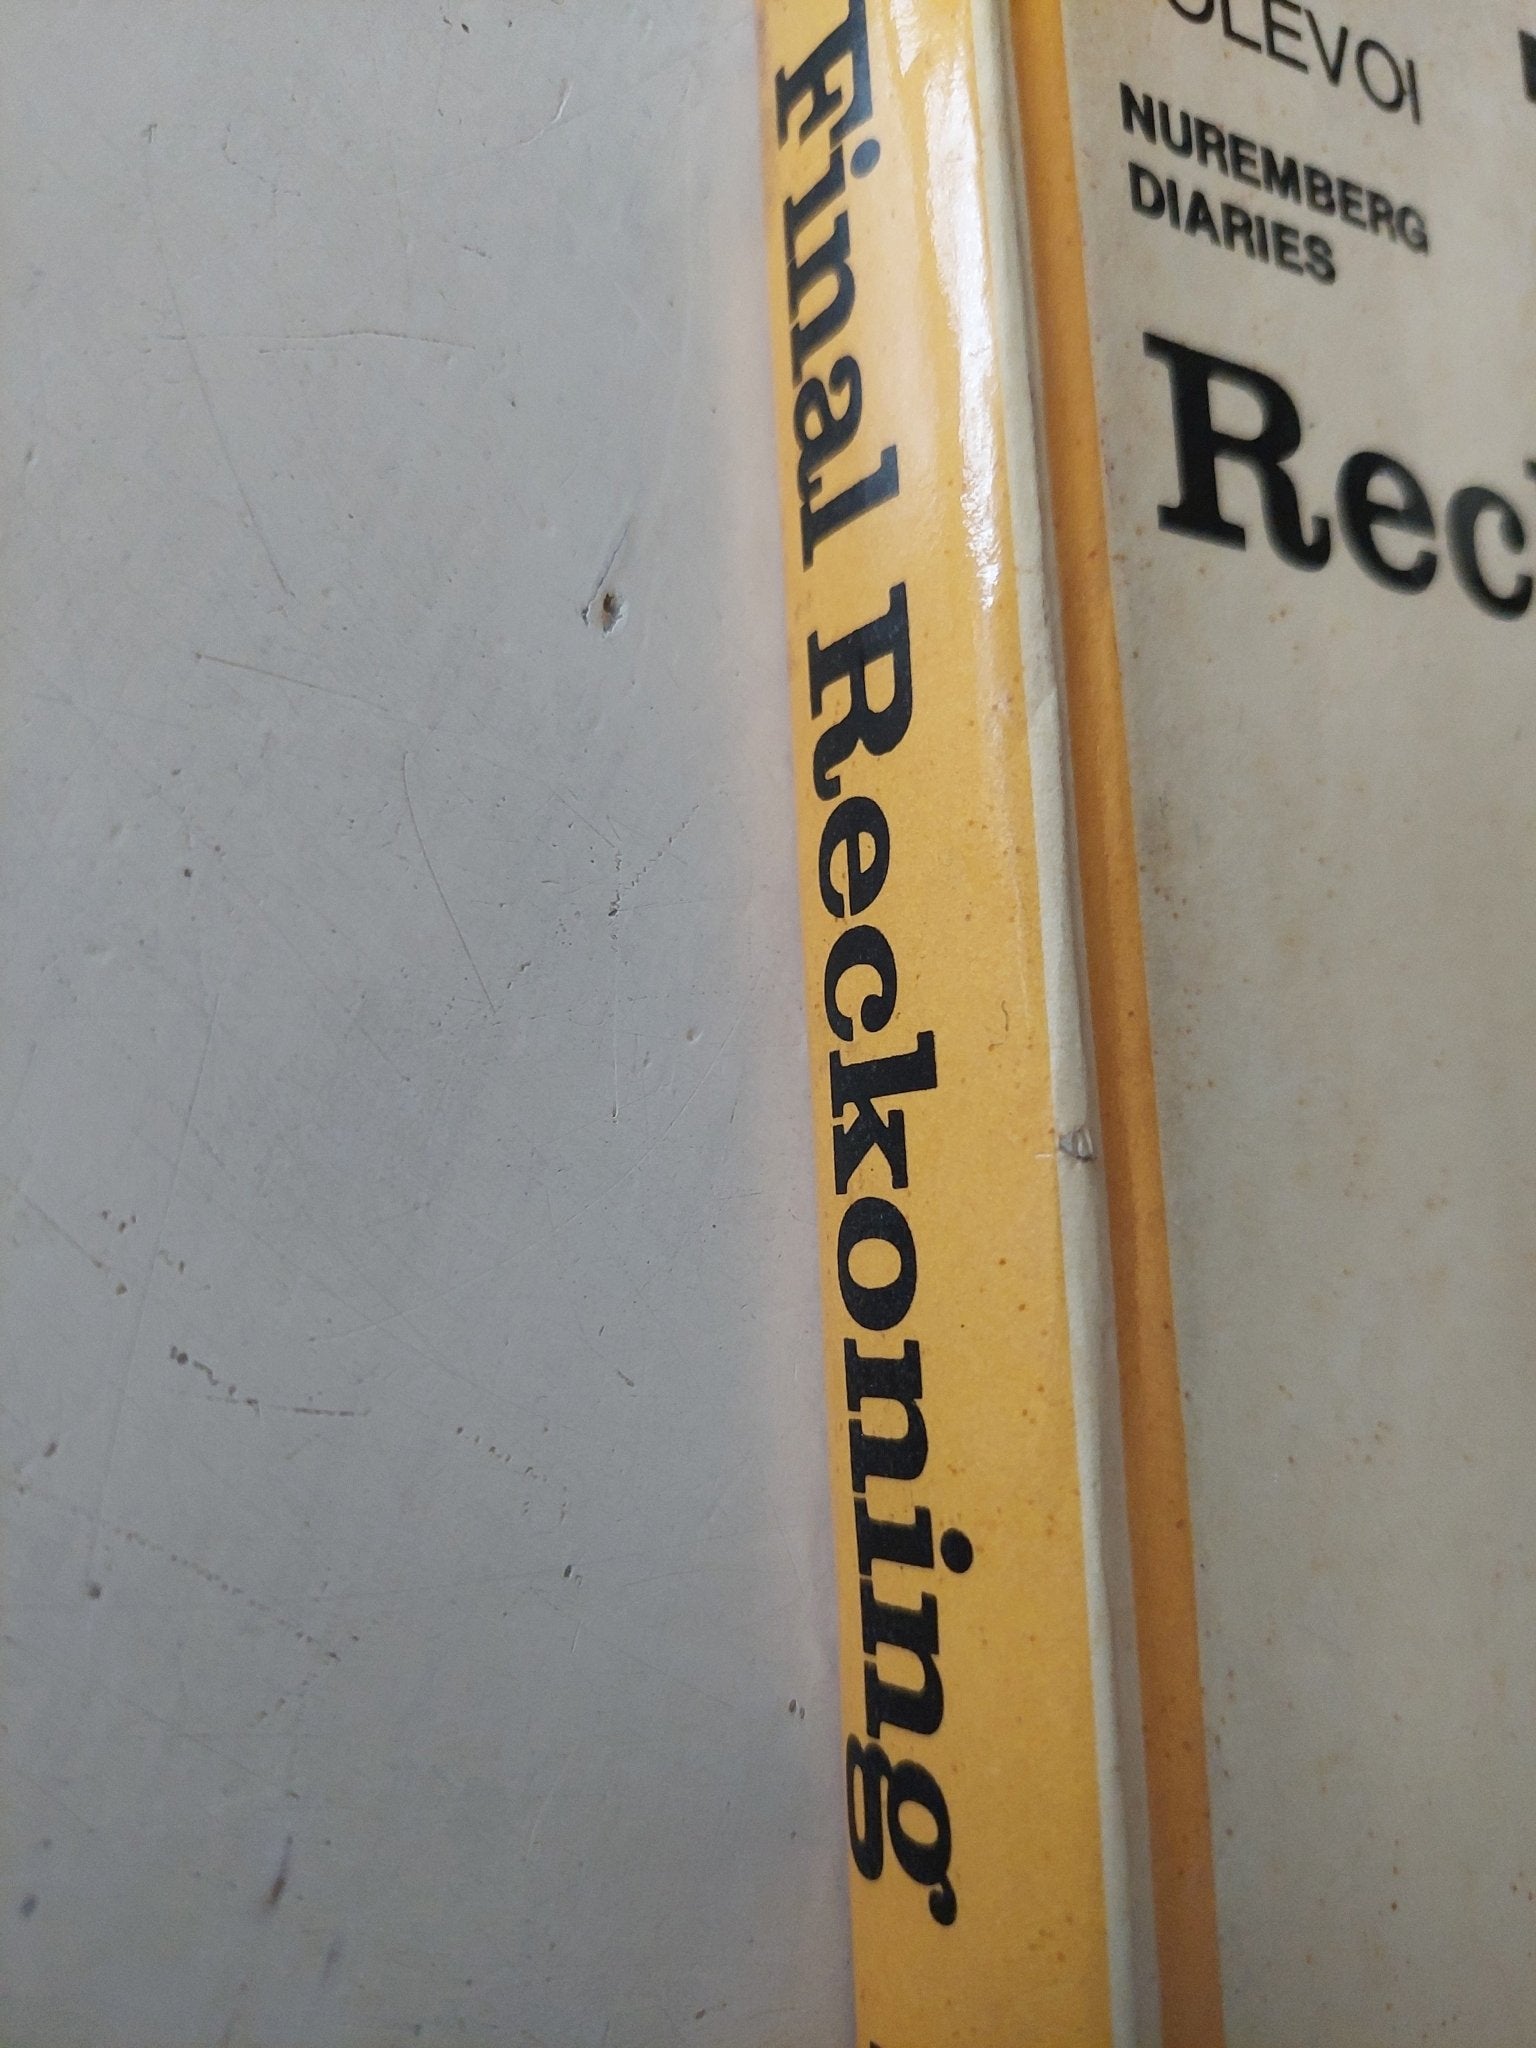 Final Reckoning
OLEVOI
NUREMBERG
DIARIES
Rec